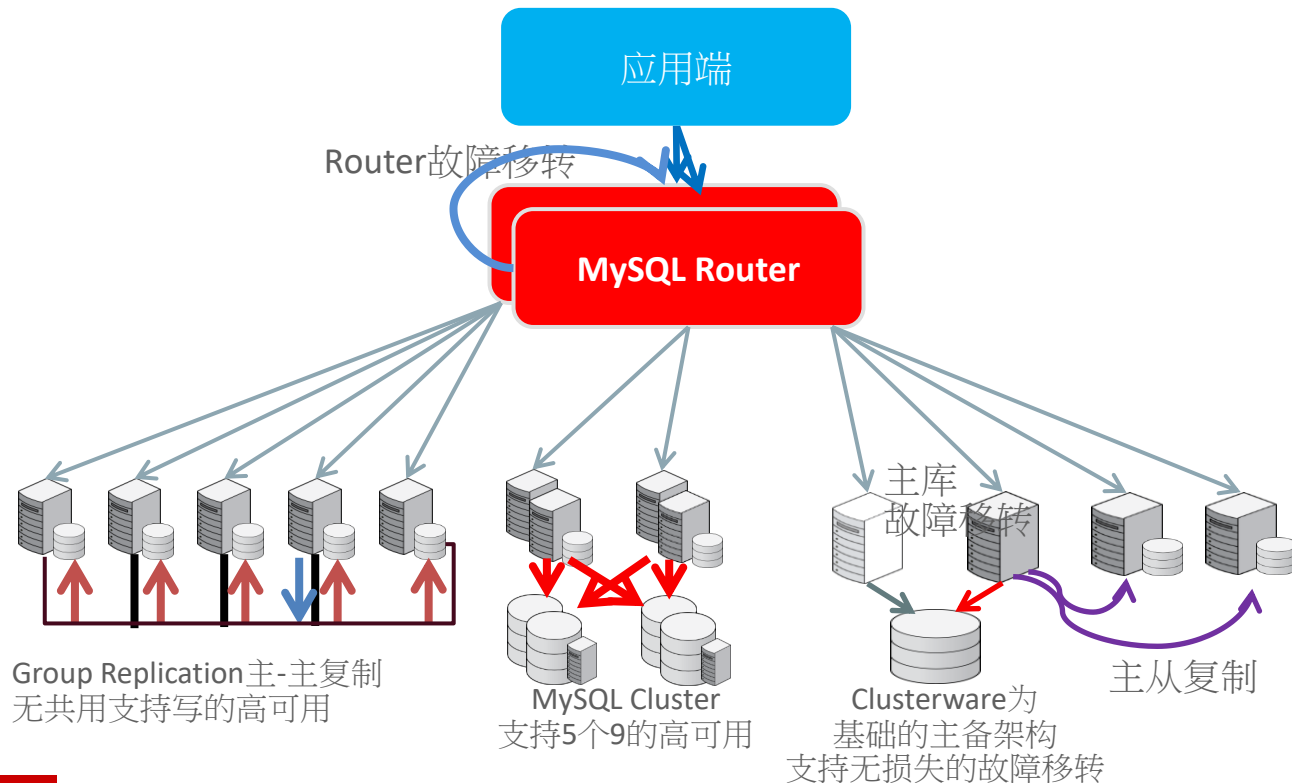 应用端
Router故障移转
MySQL Router
主库
故障移转
Group Replication主-主复制
无共用支持写的高可用
MySQL Cluster
支持5个9的高可用
Clusterware为
基础的主备架构
支持无损失的故障移转
主从复制